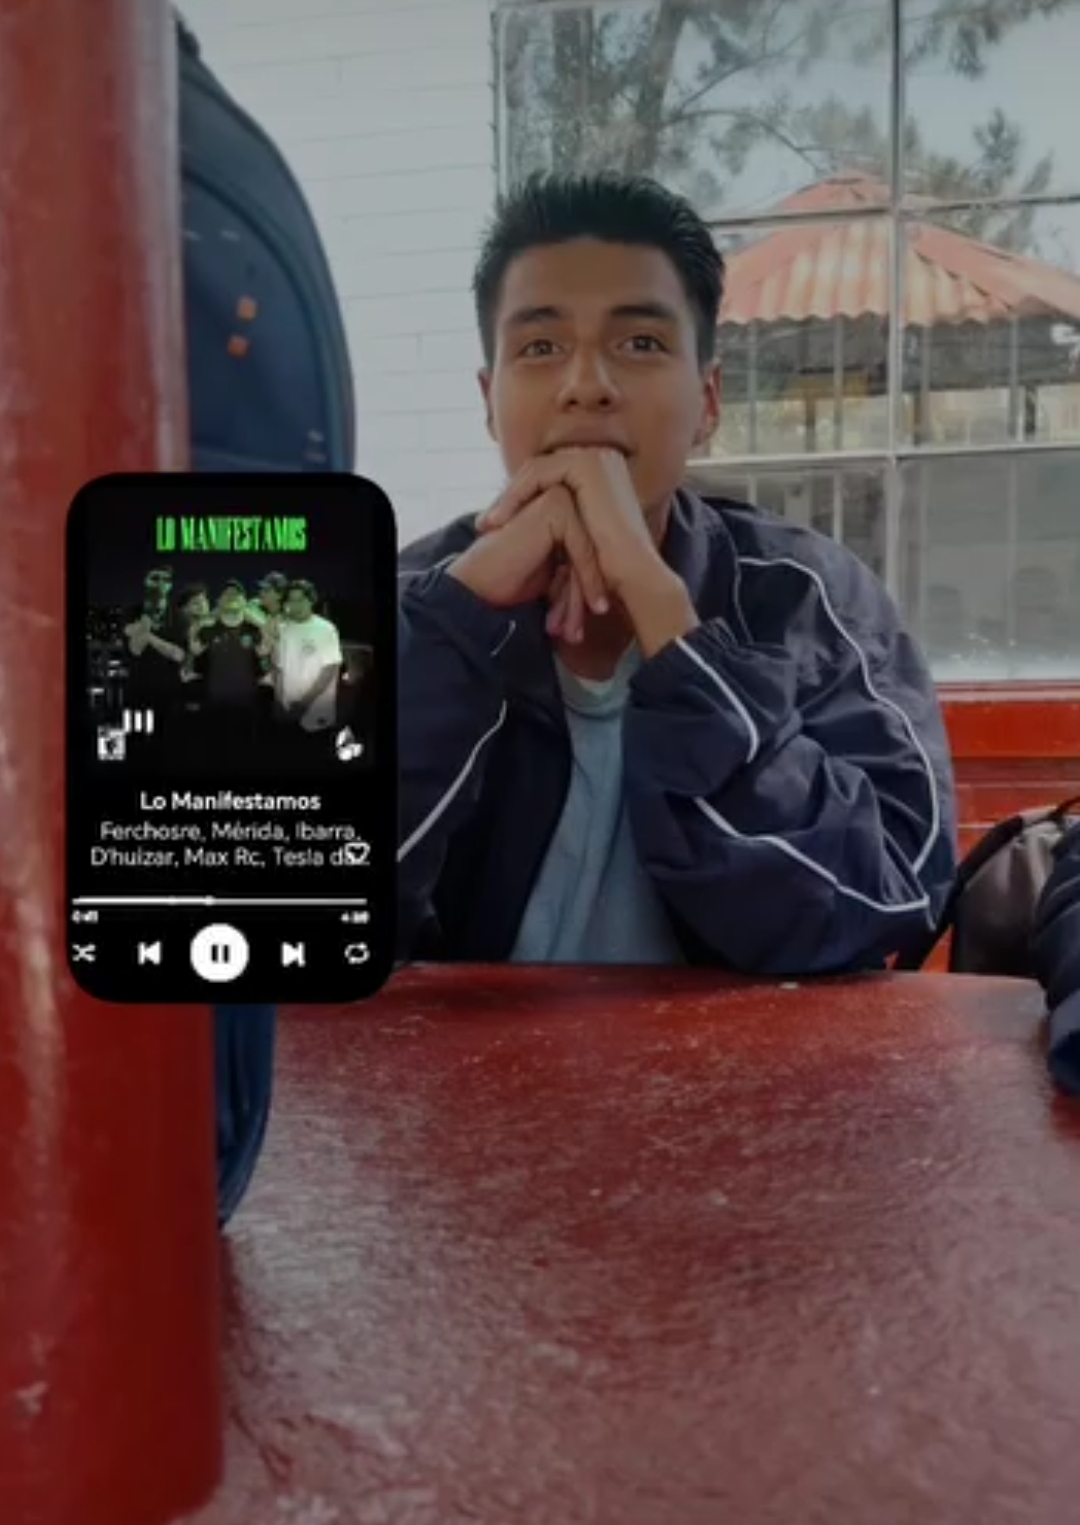 LO MANIFESTAMOS
Lo Manifestamos
Ferchosre, Mérida, Ibarra,
D'huizar, Max Rc, Tesla